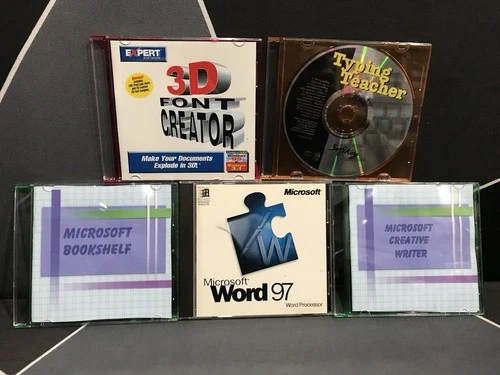 EXPERT
SOFTWARE
3D
FONT
CREATOR
Make Your Documents
Explode in 3D!
Typing
Teacher
MICROSOFT
BOOKSHELF
Microsoft
W
Microsoft
Word 97
Word Processor
MICROSOFT
CREATIVE
WRITER